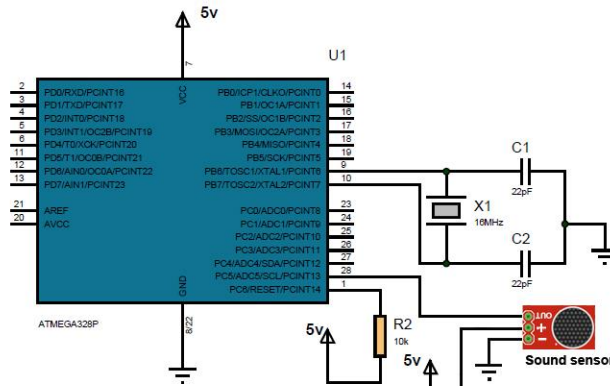 5v
U1
7
VCC
2 PD0/RXD/PCINT16 PB0/ICP1/CLKO/PCINT0 14
3 PD1/TXD/PCINT17 PB1/OC1A/PCINT1 15
4 PD2/INT0/PCINT18 PB2/SS/OC1B/PCINT2 16
5 PD3/INT1/OC2B/PCINT19 PB3/MOSI/OC2A/PCINT3 17
6 PD4/T0/XCK/PCINT20 PB4/MISO/PCINT4 18
11 PD5/T1/OC0B/PCINT21 PB5/SCK/PCINT5 19
12 PD6/AIN0/OC0A/PCINT22 PB6/TOSC1/XTAL1/PCINT6 9
13 PD7/AIN1/PCINT23 PB7/TOSC2/XTAL2/PCINT7 10
21 AREF PC0/ADC0/PCINT8 23
20 AVCC PC1/ADC1/PCINT9 24
PC2/ADC2/PCINT10 25
PC3/ADC3/PCINT11 26
PC4/ADC4/SDA/PCINT12 27
PC5/ADC5/SCL/PCINT13 28
PC6/RESET/PCINT14 1
GND
8/22
ATMEGA328P
C1
22pF
X1
16MHz
C2
22pF
5v
R2
10k
5v
OUT
+
-
Sound sensor